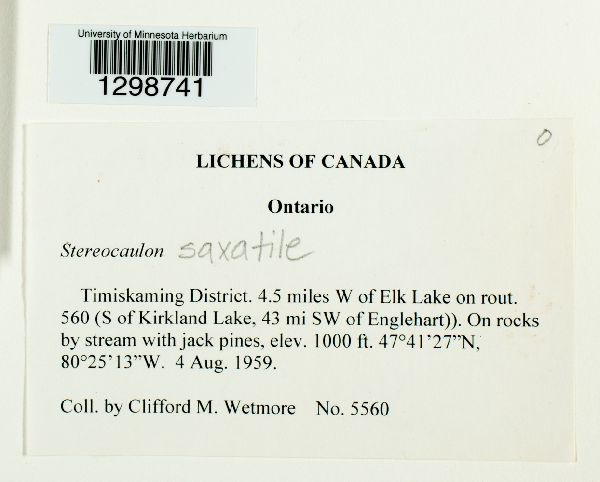 University of Minnesota Herbarium
1298741
0
LICHENS OF CANADA
Ontario
Stereocaulon saxatile
Timiskaming District. 4.5 miles W of Elk Lake on rout.
560 (S of Kirkland Lake, 43 mi SW of Englehart)). On rocks
by stream with jack pines, elev. 1000 ft. 47°41’27”N,
80°25’13”W. 4 Aug. 1959.
Coll. by Clifford M. Wetmore No. 5560